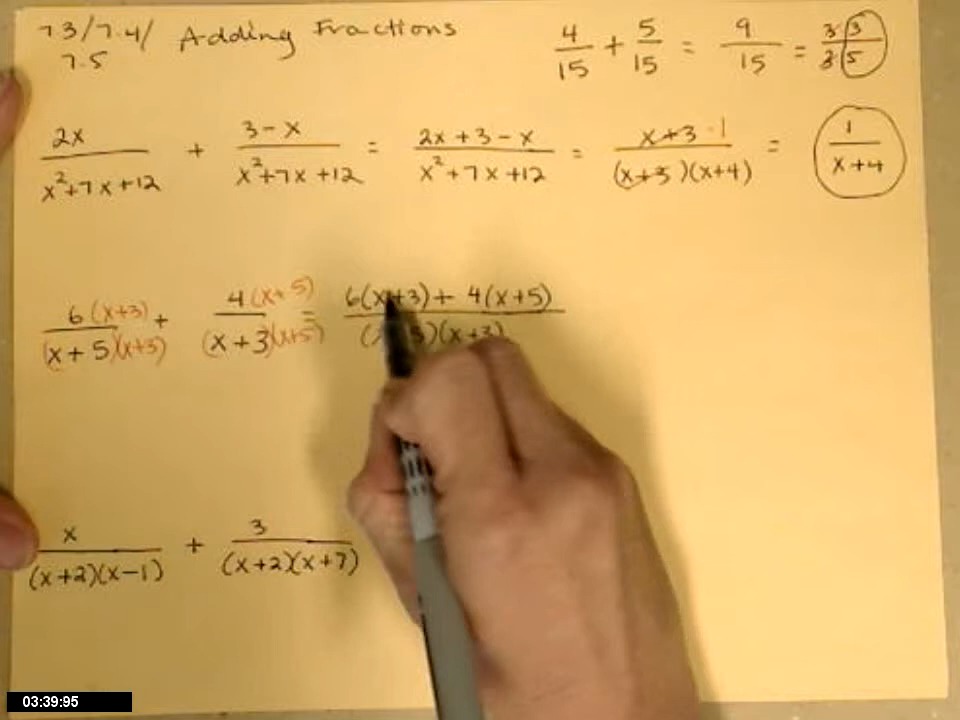 7.3/7.4/ Adding Fractions
7.5
4/15 + 5/15 = 9/15 = 3·3/3·5
2x/(x²+7x+12) + (3-x)/(x²+7x+12) = (2x+3-x)/(x²+7x+12) = (x+3·1)/((x+3)(x+4)) = 1/(x+4)
6(x+3)/((x+5)(x+3)) + 4(x+5)/((x+3)(x+5)) = (6(x+3)+4(x+5))/((x+5)(x+3))
x/((x+2)(x-1)) + 3/((x+2)(x+7))
03:39:95